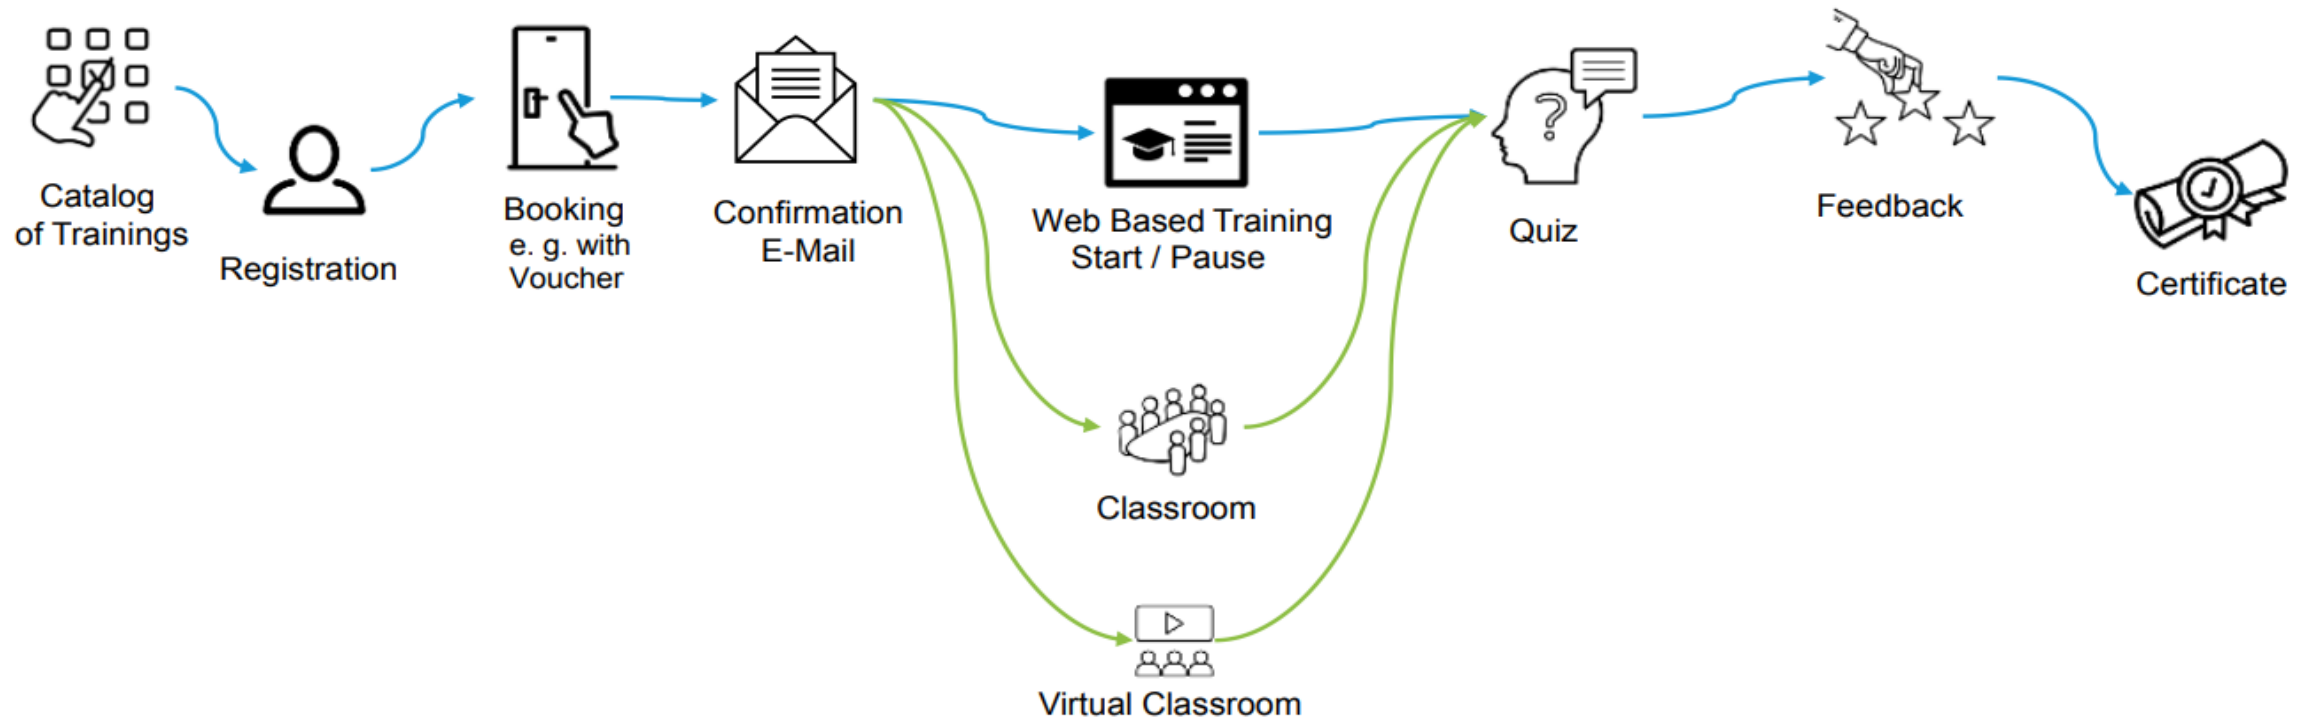 Catalog
of Trainings
Registration
Booking
e. g. with
Voucher
Confirmation
E-Mail
Web Based Training
Start / Pause
Classroom
Virtual Classroom
Quiz
Feedback
Certificate